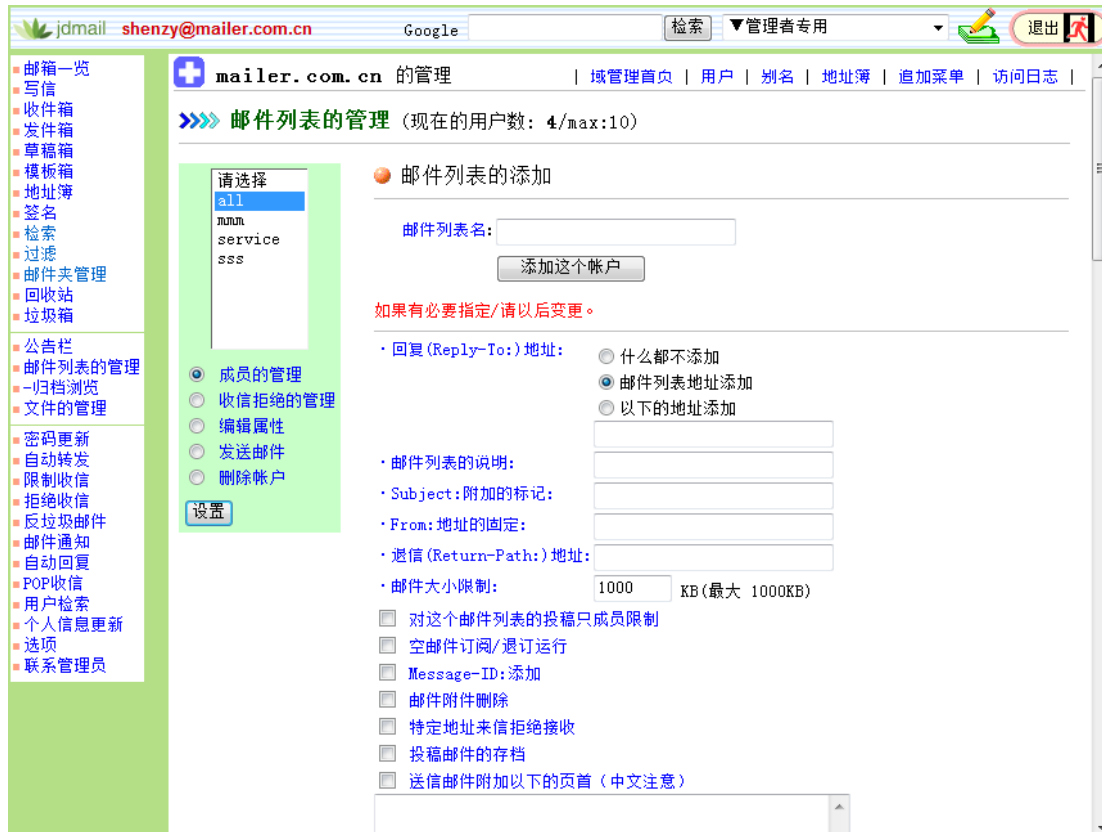 jdmail shenzy@mailer.com.cn Google 检索 ▼管理者专用 退出
邮箱一览
写信
收件箱
发件箱
草稿箱
模板箱
地址簿
签名
检索
过滤
邮件夹管理
回收站
垃圾箱
公告栏
邮件列表的管理
-归档浏览
文件的管理
密码更新
自动转发
限制收信
拒绝收信
反垃圾邮件
邮件通知
自动回复
POP收信
用户检索
个人信息更新
选项
联系管理员
mailer.com.cn 的管理 | 域管理首页 | 用户 | 别名 | 地址簿 | 追加菜单 | 访问日志 |
邮件列表的管理 (现在的用户数: 4/max:10)
请选择
all
mmm
service
sss
成员的管理
收信拒绝的管理
编辑属性
发送邮件
删除帐户
设置
邮件列表的添加
邮件列表名:
添加这个帐户
如果有必要指定/请以后变更。
·回复(Reply-To:)地址: 什么都不添加
邮件列表地址添加
以下的地址添加
·邮件列表的说明:
·Subject:附加的标记:
·From:地址的固定:
·退信(Return-Path:)地址:
·邮件大小限制: 1000 KB(最大 1000KB)
对这个邮件列表的投稿只成员限制
空邮件订阅/退订运行
Message-ID:添加
邮件附件删除
特定地址来信拒绝接收
投稿邮件的存档
送信邮件附加以下的页首（中文注意）